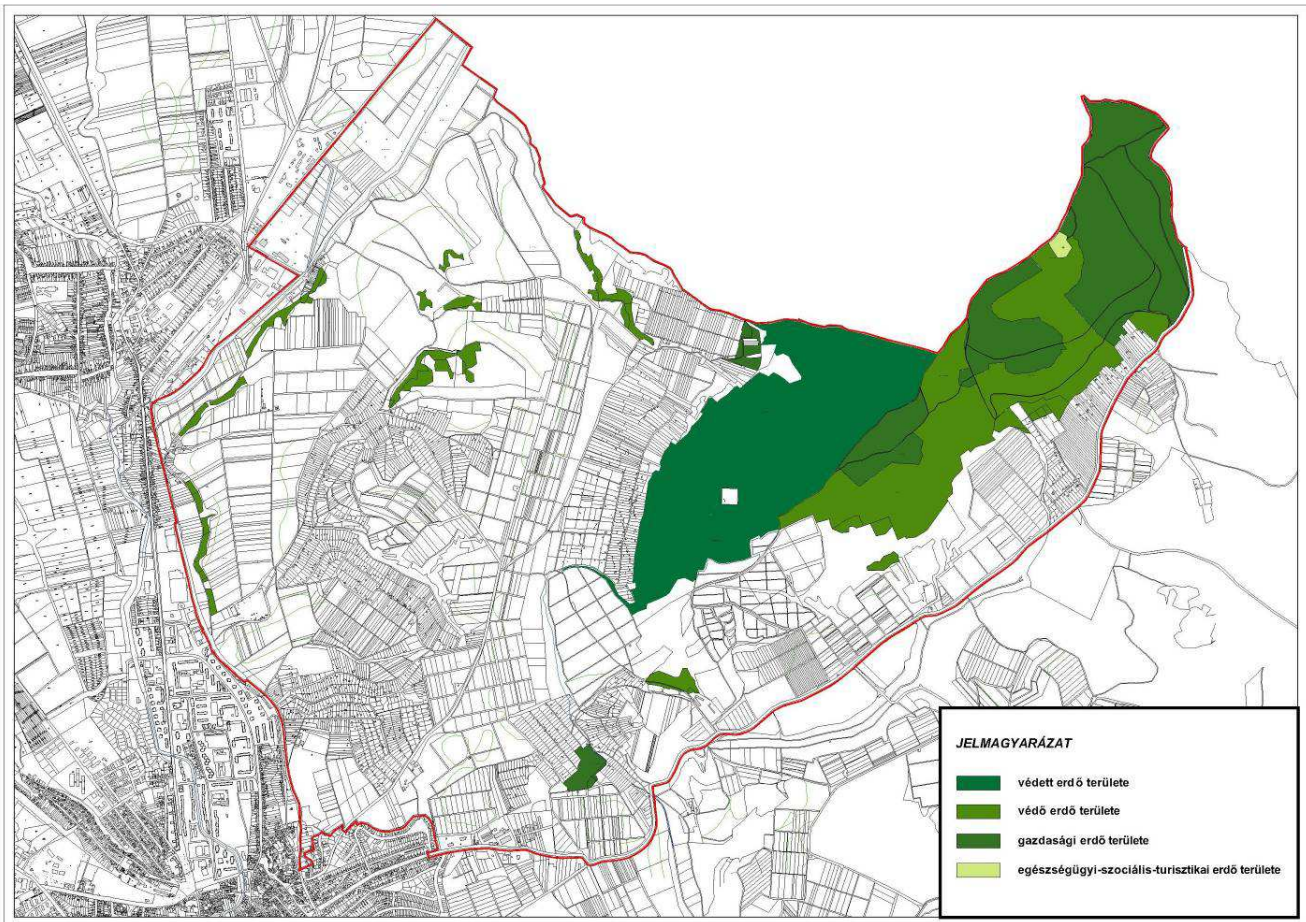 JELMAGYARÁZAT
védett erdő területe
védő erdő területe
gazdasági erdő területe
egészségügyi-szociális-turisztikai erdő területe